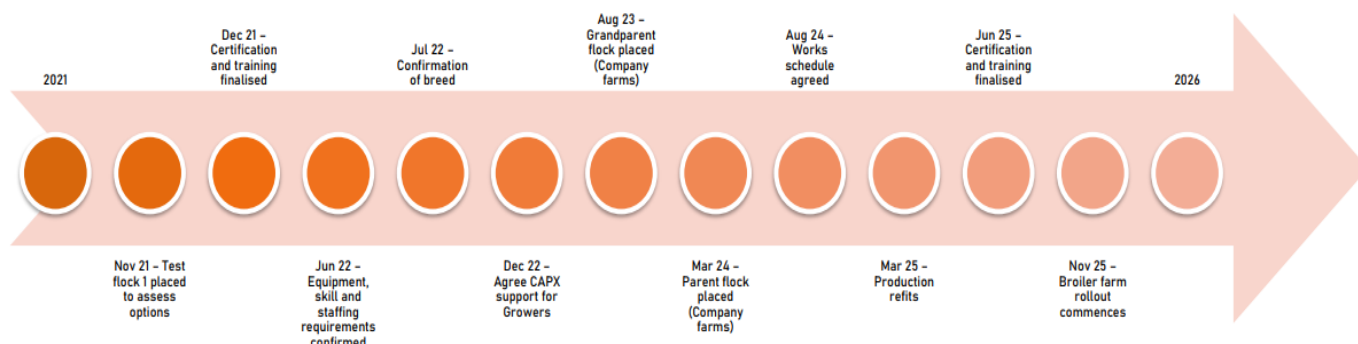 2021
Nov 21 – Test
flock 1 placed
to assess
options
Dec 21 –
Certification
and training
finalised
Jun 22 –
Equipment,
skill and
staffing
requirements
confirmed
Jul 22 –
Confirmation
of breed
Dec 22 –
Agree CAPX
support for
Growers
Aug 23 –
Grandparent
flock placed
(Company
farms)
Mar 24 –
Parent flock
placed
(Company
farms)
Aug 24 –
Works
schedule
agreed
Mar 25 –
Production
refits
Jun 25 –
Certification
and training
finalised
Nov 25 –
Broiler farm
rollout
commences
2026